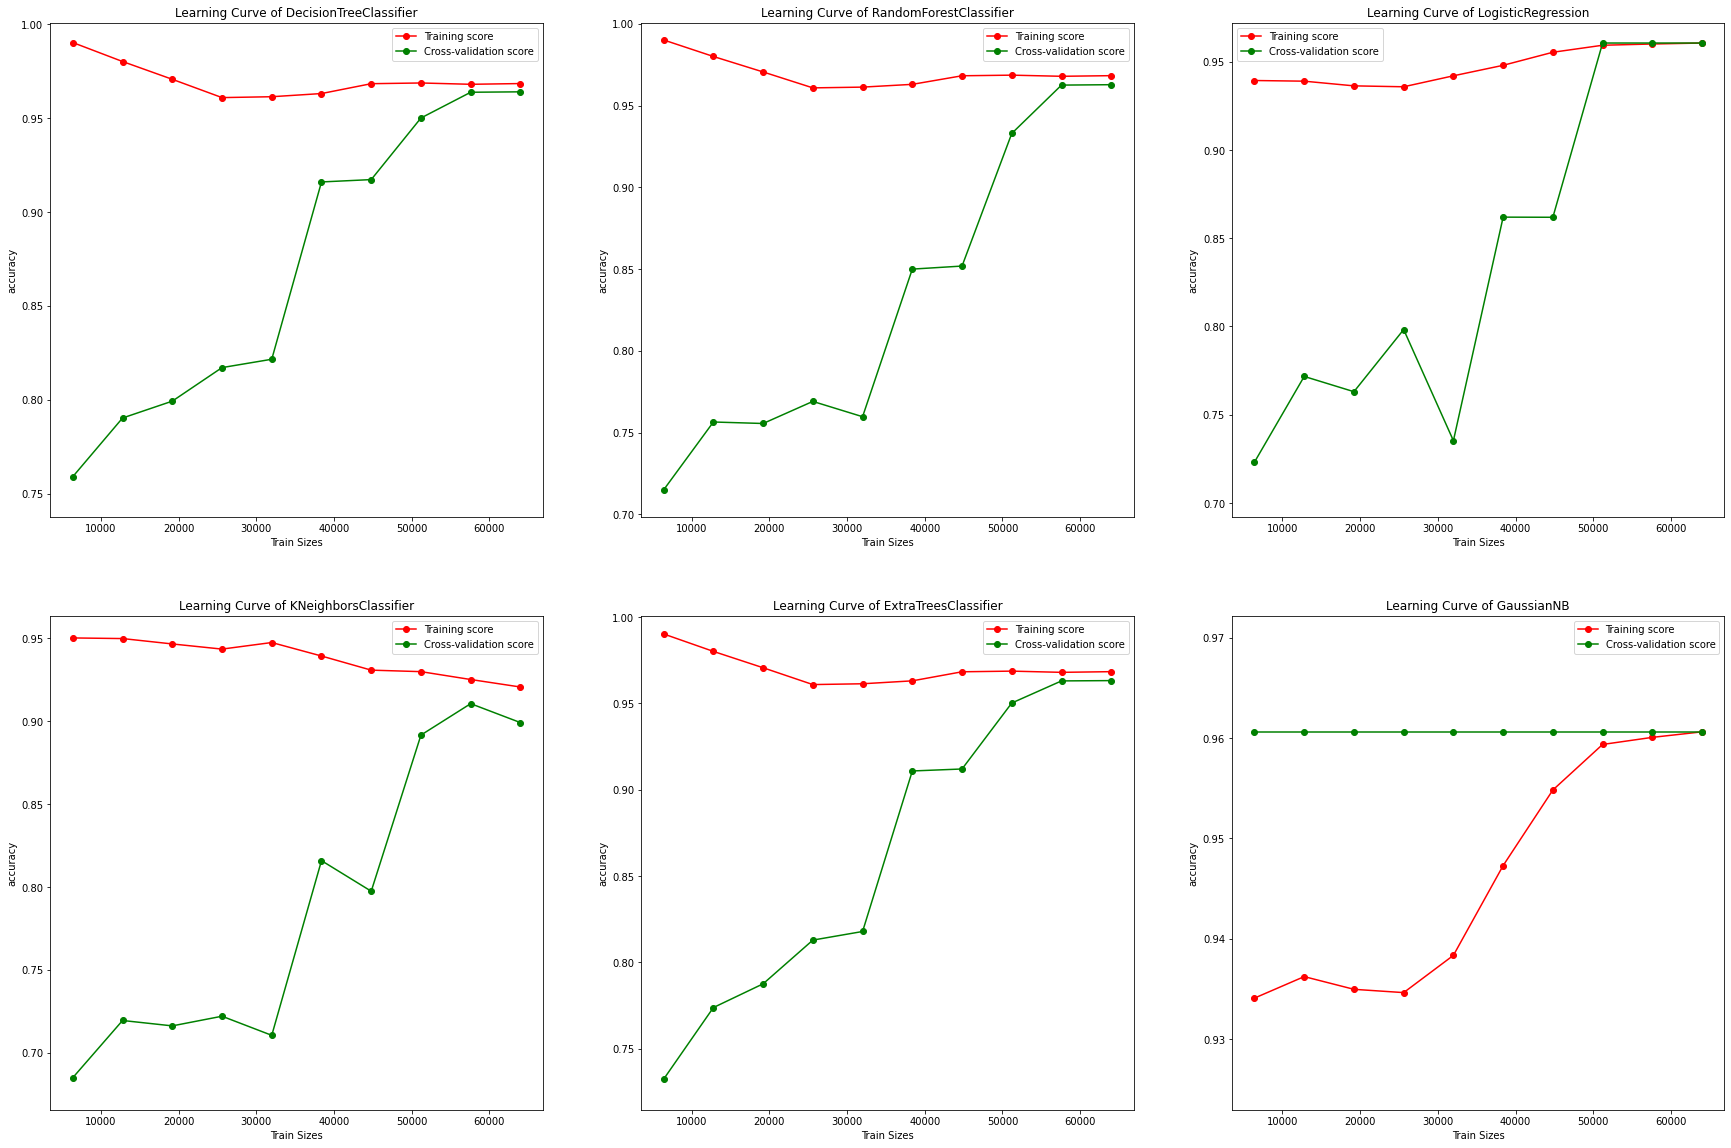 Learning Curve of DecisionTreeClassifier
1.00
0.95
0.90
0.85
0.80
0.75
accuracy
Training score
Cross-validation score
10000 20000 30000 40000 50000 60000
Train Sizes
Learning Curve of RandomForestClassifier
1.00
0.95
0.90
0.85
0.80
0.75
0.70
accuracy
Training score
Cross-validation score
10000 20000 30000 40000 50000 60000
Train Sizes
Learning Curve of LogisticRegression
0.95
0.90
0.85
0.80
0.75
0.70
accuracy
Training score
Cross-validation score
10000 20000 30000 40000 50000 60000
Train Sizes
Learning Curve of KNeighborsClassifier
0.95
0.90
0.85
0.80
0.75
0.70
accuracy
Training score
Cross-validation score
10000 20000 30000 40000 50000 60000
Train Sizes
Learning Curve of ExtraTreesClassifier
1.00
0.95
0.90
0.85
0.80
0.75
accuracy
Training score
Cross-validation score
10000 20000 30000 40000 50000 60000
Train Sizes
Learning Curve of GaussianNB
0.97
0.96
0.95
0.94
0.93
accuracy
Training score
Cross-validation score
10000 20000 30000 40000 50000 60000
Train Sizes